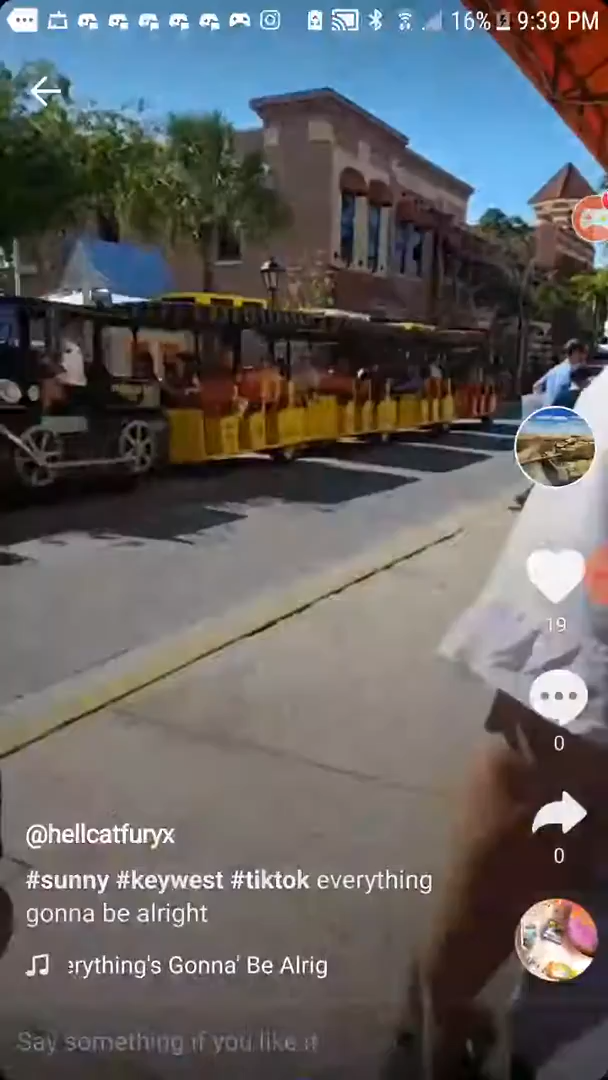 16% 9:39 PM
19
0
0
@hellcatfuryx
#sunny #keywest #tiktok everything
gonna be alright
erything's Gonna' Be Alrig
Say something if you like it